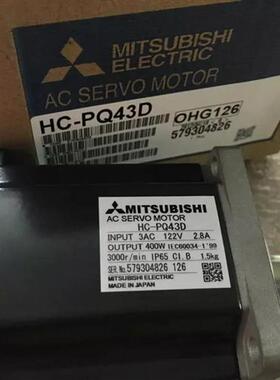 MITSUBISHI
ELECTRIC
AC SERVO MOTOR
HC-PQ43D
OHG126
579304826
MITSUBISHI
AC SERVO MOTOR
HC-PQ43D
INPUT 3AC 122V 2.8A
OUTPUT 400W IEC60034-1'99
3000r/min IP65 CI.B 1.5kg
SER.No.579304826 126
MITSUBISHI ELECTRIC
MADE IN JAPAN